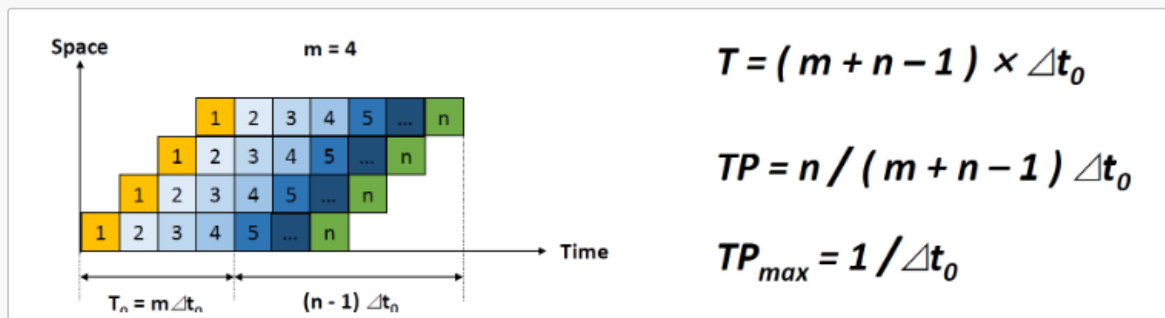 Space
m = 4
1 2 3 4 5 ... n
1 2 3 4 5 ... n
1 2 3 4 5 ... n
1 2 3 4 5 ... n
Time
T₀ = m⊿t₀
(n - 1) ⊿t₀
T = ( m + n – 1 ) × ⊿t₀
TP = n / ( m + n – 1 ) ⊿t₀
TPₘₐₓ = 1 / ⊿t₀